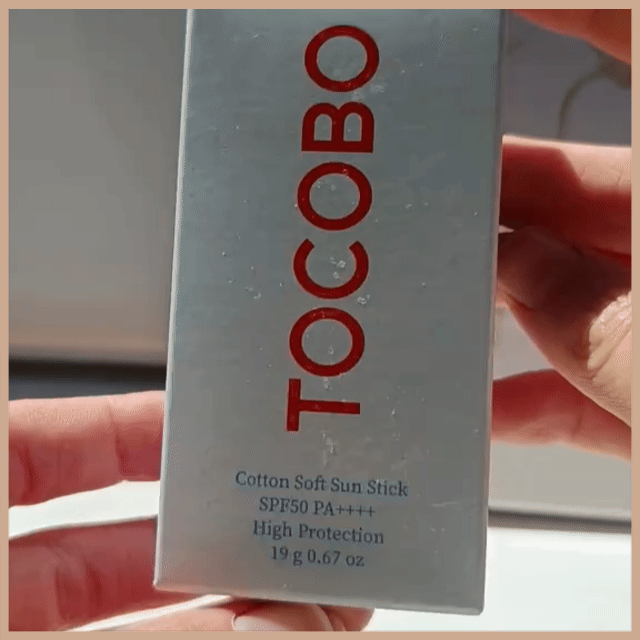 TOCOBO
Cotton Soft Sun Stick
SPF50 PA++++
High Protection
19 g 0.67 oz